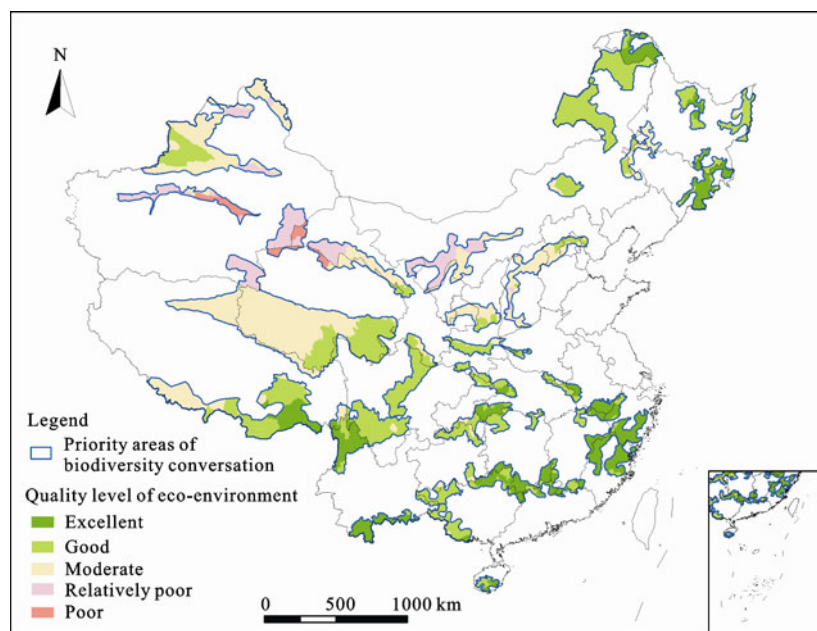 N
Legend
Priority areas of
biodiversity conversation
Quality level of eco-environment
Excellent
Good
Moderate
Relatively poor
Poor
0 500 1000 km